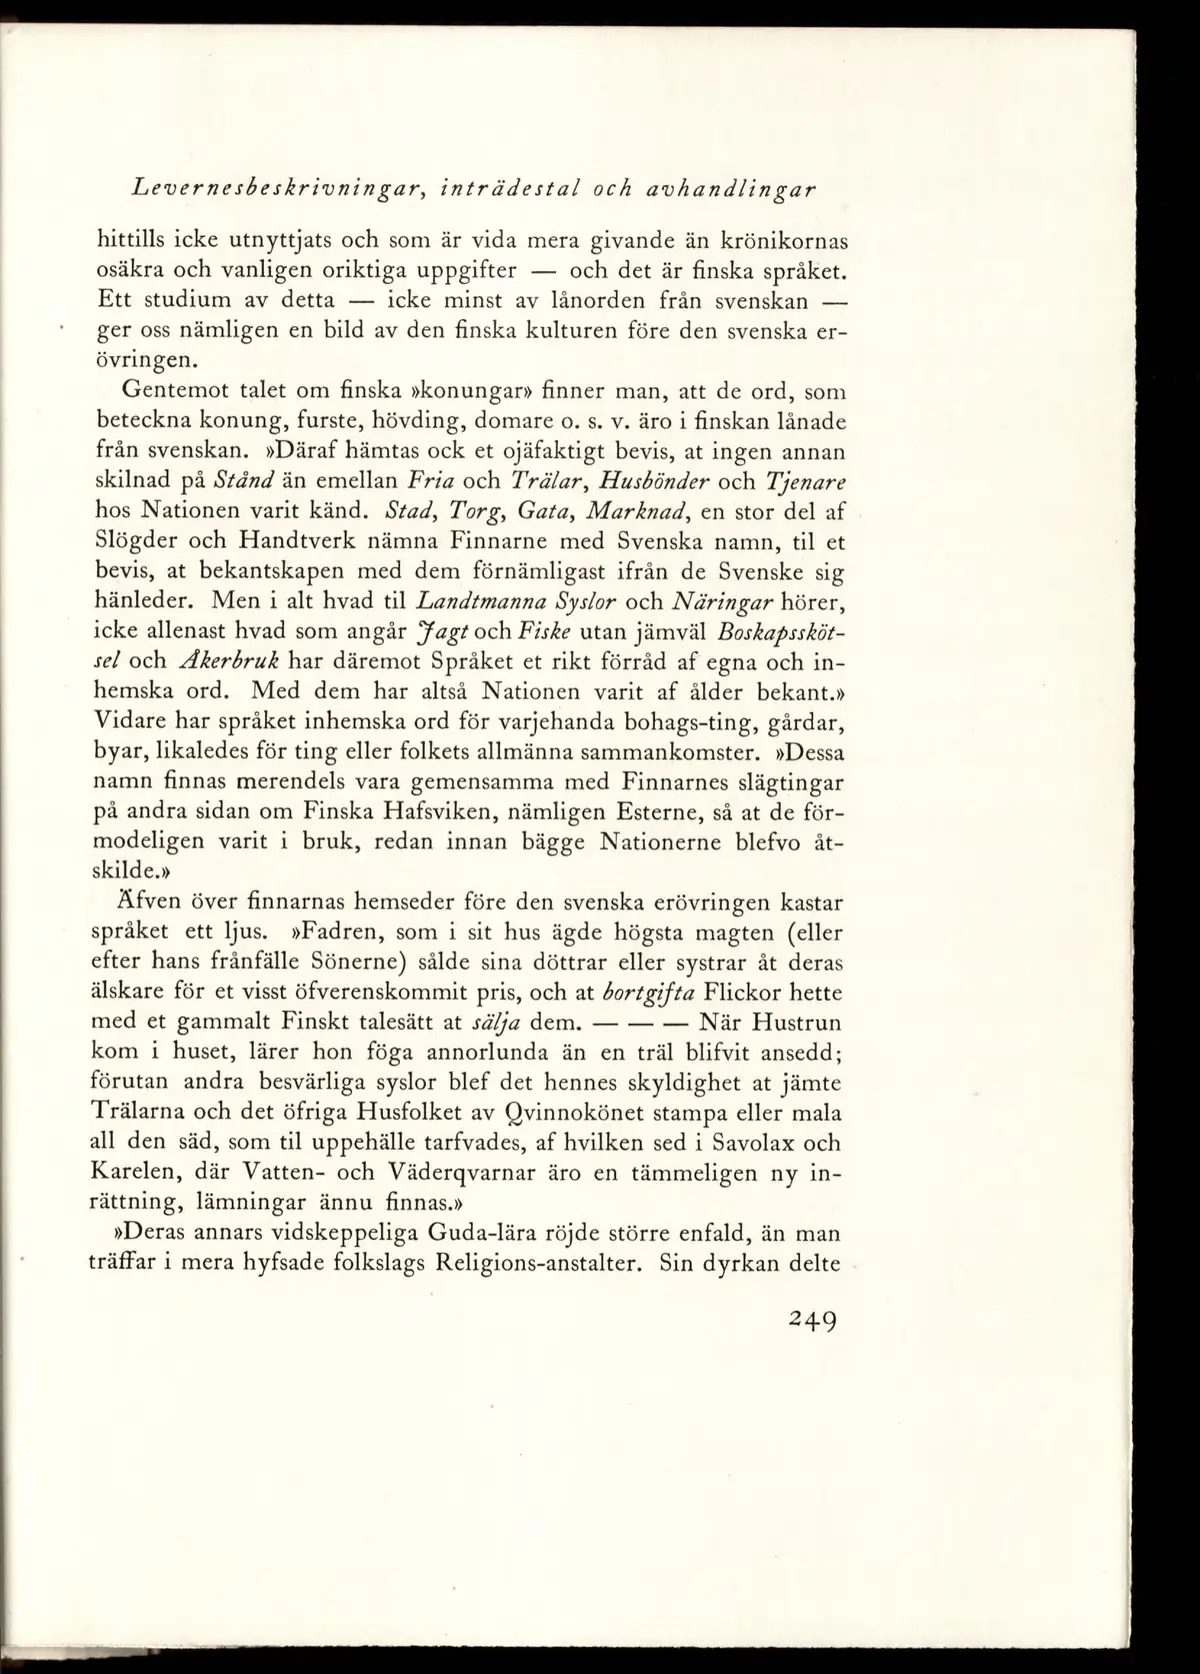 Levernesbeskrivningar, inträdestal och avhandlingar
hittills icke utnyttjats och som är vida mera givande än krönikornas
osäkra och vanligen oriktiga uppgifter — och det är finska språket.
Ett studium av detta — icke minst av lånorden från svenskan —
ger oss nämligen en bild av den finska kulturen före den svenska er-
övringen.
Gentemot talet om finska »konungar» finner man, att de ord, som
beteckna konung, furste, hövding, domare o. s. v. äro i finskan lånade
från svenskan. »Däraf hämtas ock et ojäfaktigt bevis, at ingen annan
skilnad på Stånd än emellan Fria och Trälar, Husbönder och Tjenare
hos Nationen varit känd. Stad, Torg, Gata, Marknad, en stor del af
Slögder och Handtverk nämna Finnarne med Svenska namn, til et
bevis, at bekantskapen med dem förnämligast ifrån de Svenske sig
hänleder. Men i alt hvad til Landtmanna Syslor och Näringar hörer,
icke allenast hvad som angår Jagt och Fiske utan jämväl Boskapssköt-
sel och Åkerbruk har däremot Språket et rikt förråd af egna och in-
hemska ord. Med dem har altså Nationen varit af ålder bekant.»
Vidare har språket inhemska ord för varjehanda bohags-ting, gårdar,
byar, likaledes för ting eller folkets allmänna sammankomster. »Dessa
namn finnas merendels vara gemensamma med Finnarnes slägtingar
på andra sidan om Finska Hafsviken, nämligen Esterne, så at de för-
modeligen varit i bruk, redan innan bägge Nationerne blefvo åt-
skilde.»
Äfven över finnarnas hemseder före den svenska erövringen kastar
språket ett ljus. »Fadren, som i sit hus ägde högsta magten (eller
efter hans frånfälle Sönerne) sålde sina döttrar eller systrar åt deras
älskare för et visst öfverenskommit pris, och at bortgifta Flickor hette
med et gammalt Finskt talesätt at sälja dem. — — — När Hustrun
kom i huset, lärer hon föga annorlunda än en träl blifvit ansedd;
förutan andra besvärliga syslor blef det hennes skyldighet at jämte
Trälarna och det öfriga Husfolket av Qvinnokönet stampa eller mala
all den säd, som til uppehälle tarfvades, af hvilken sed i Savolax och
Karelen, där Vatten- och Väderqvarnar äro en tämmeligen ny in-
rättning, lämningar ännu finnas.»
»Deras annars vidskeppeliga Guda-lära röjde större enfald, än man
träffar i mera hyfsade folkslags Religions-anstalter. Sin dyrkan delte
249